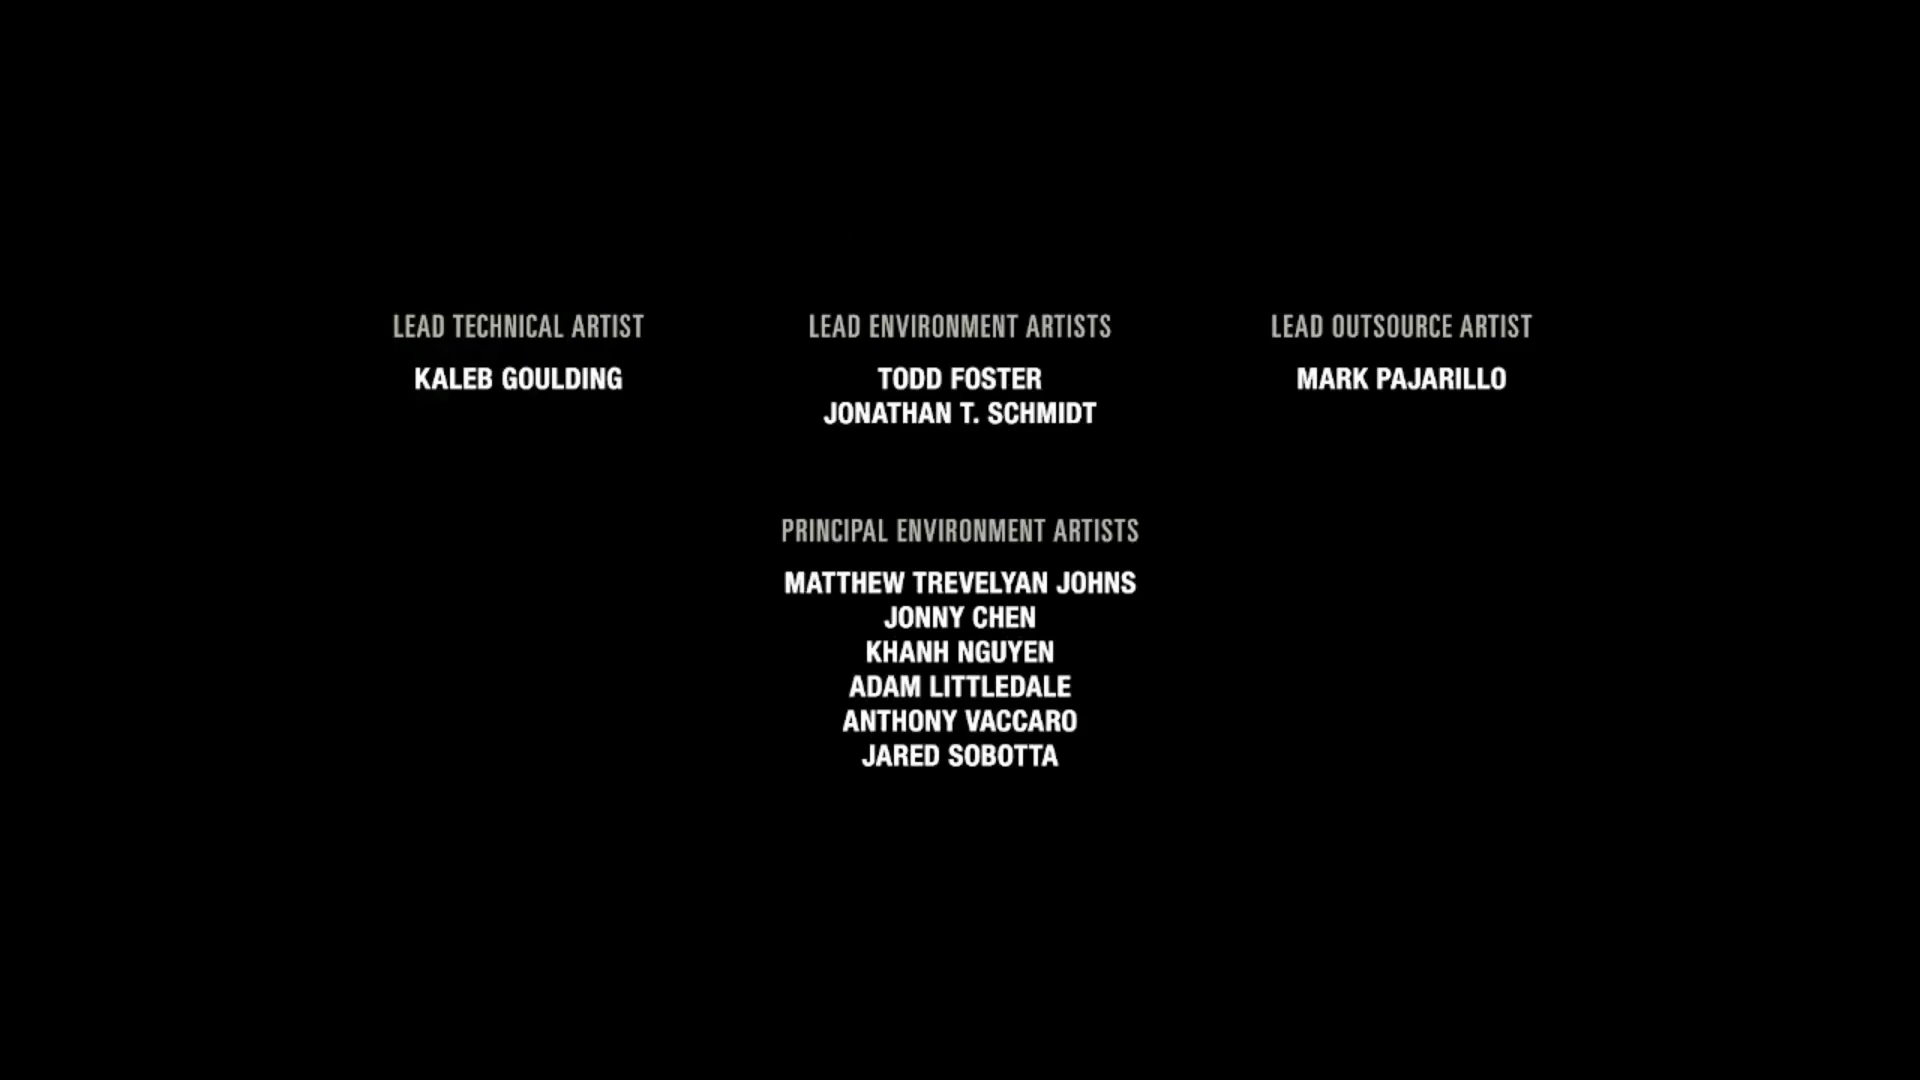 LEAD TECHNICAL ARTIST
KALEB GOULDING
LEAD ENVIRONMENT ARTISTS
TODD FOSTER
JONATHAN T. SCHMIDT
LEAD OUTSOURCE ARTIST
MARK PAJARILLO
PRINCIPAL ENVIRONMENT ARTISTS
MATTHEW TREVELYAN JOHNS
JONNY CHEN
KHANH NGUYEN
ADAM LITTLEDALE
ANTHONY VACCARO
JARED SOBOTTA